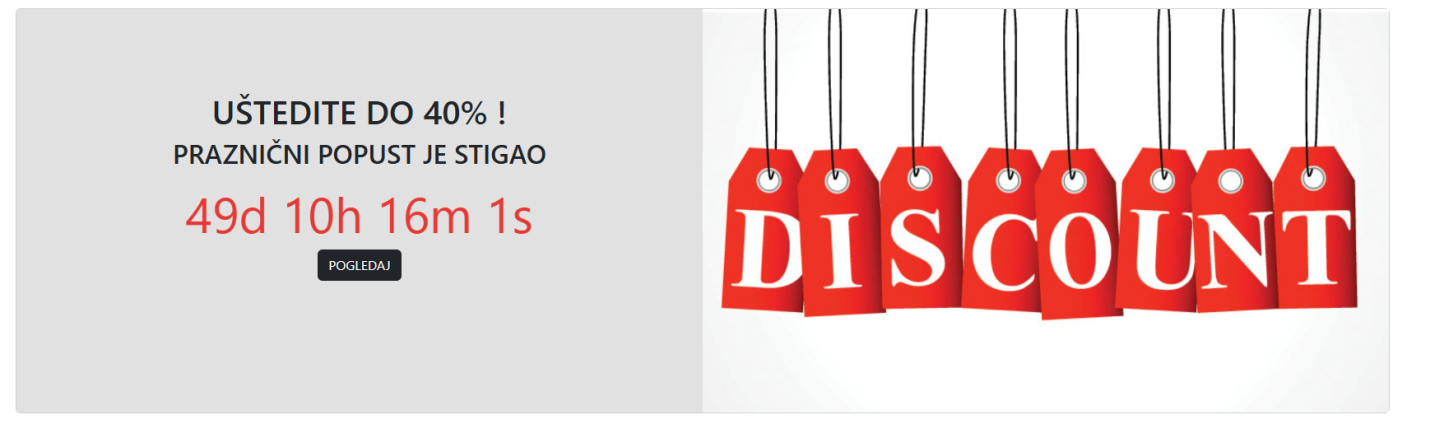 UŠTEDITE DO 40% !
PRAZNIČNI POPUST JE STIGAO
49d 10h 16m 1s
POGLEDAJ
DISCOUNT